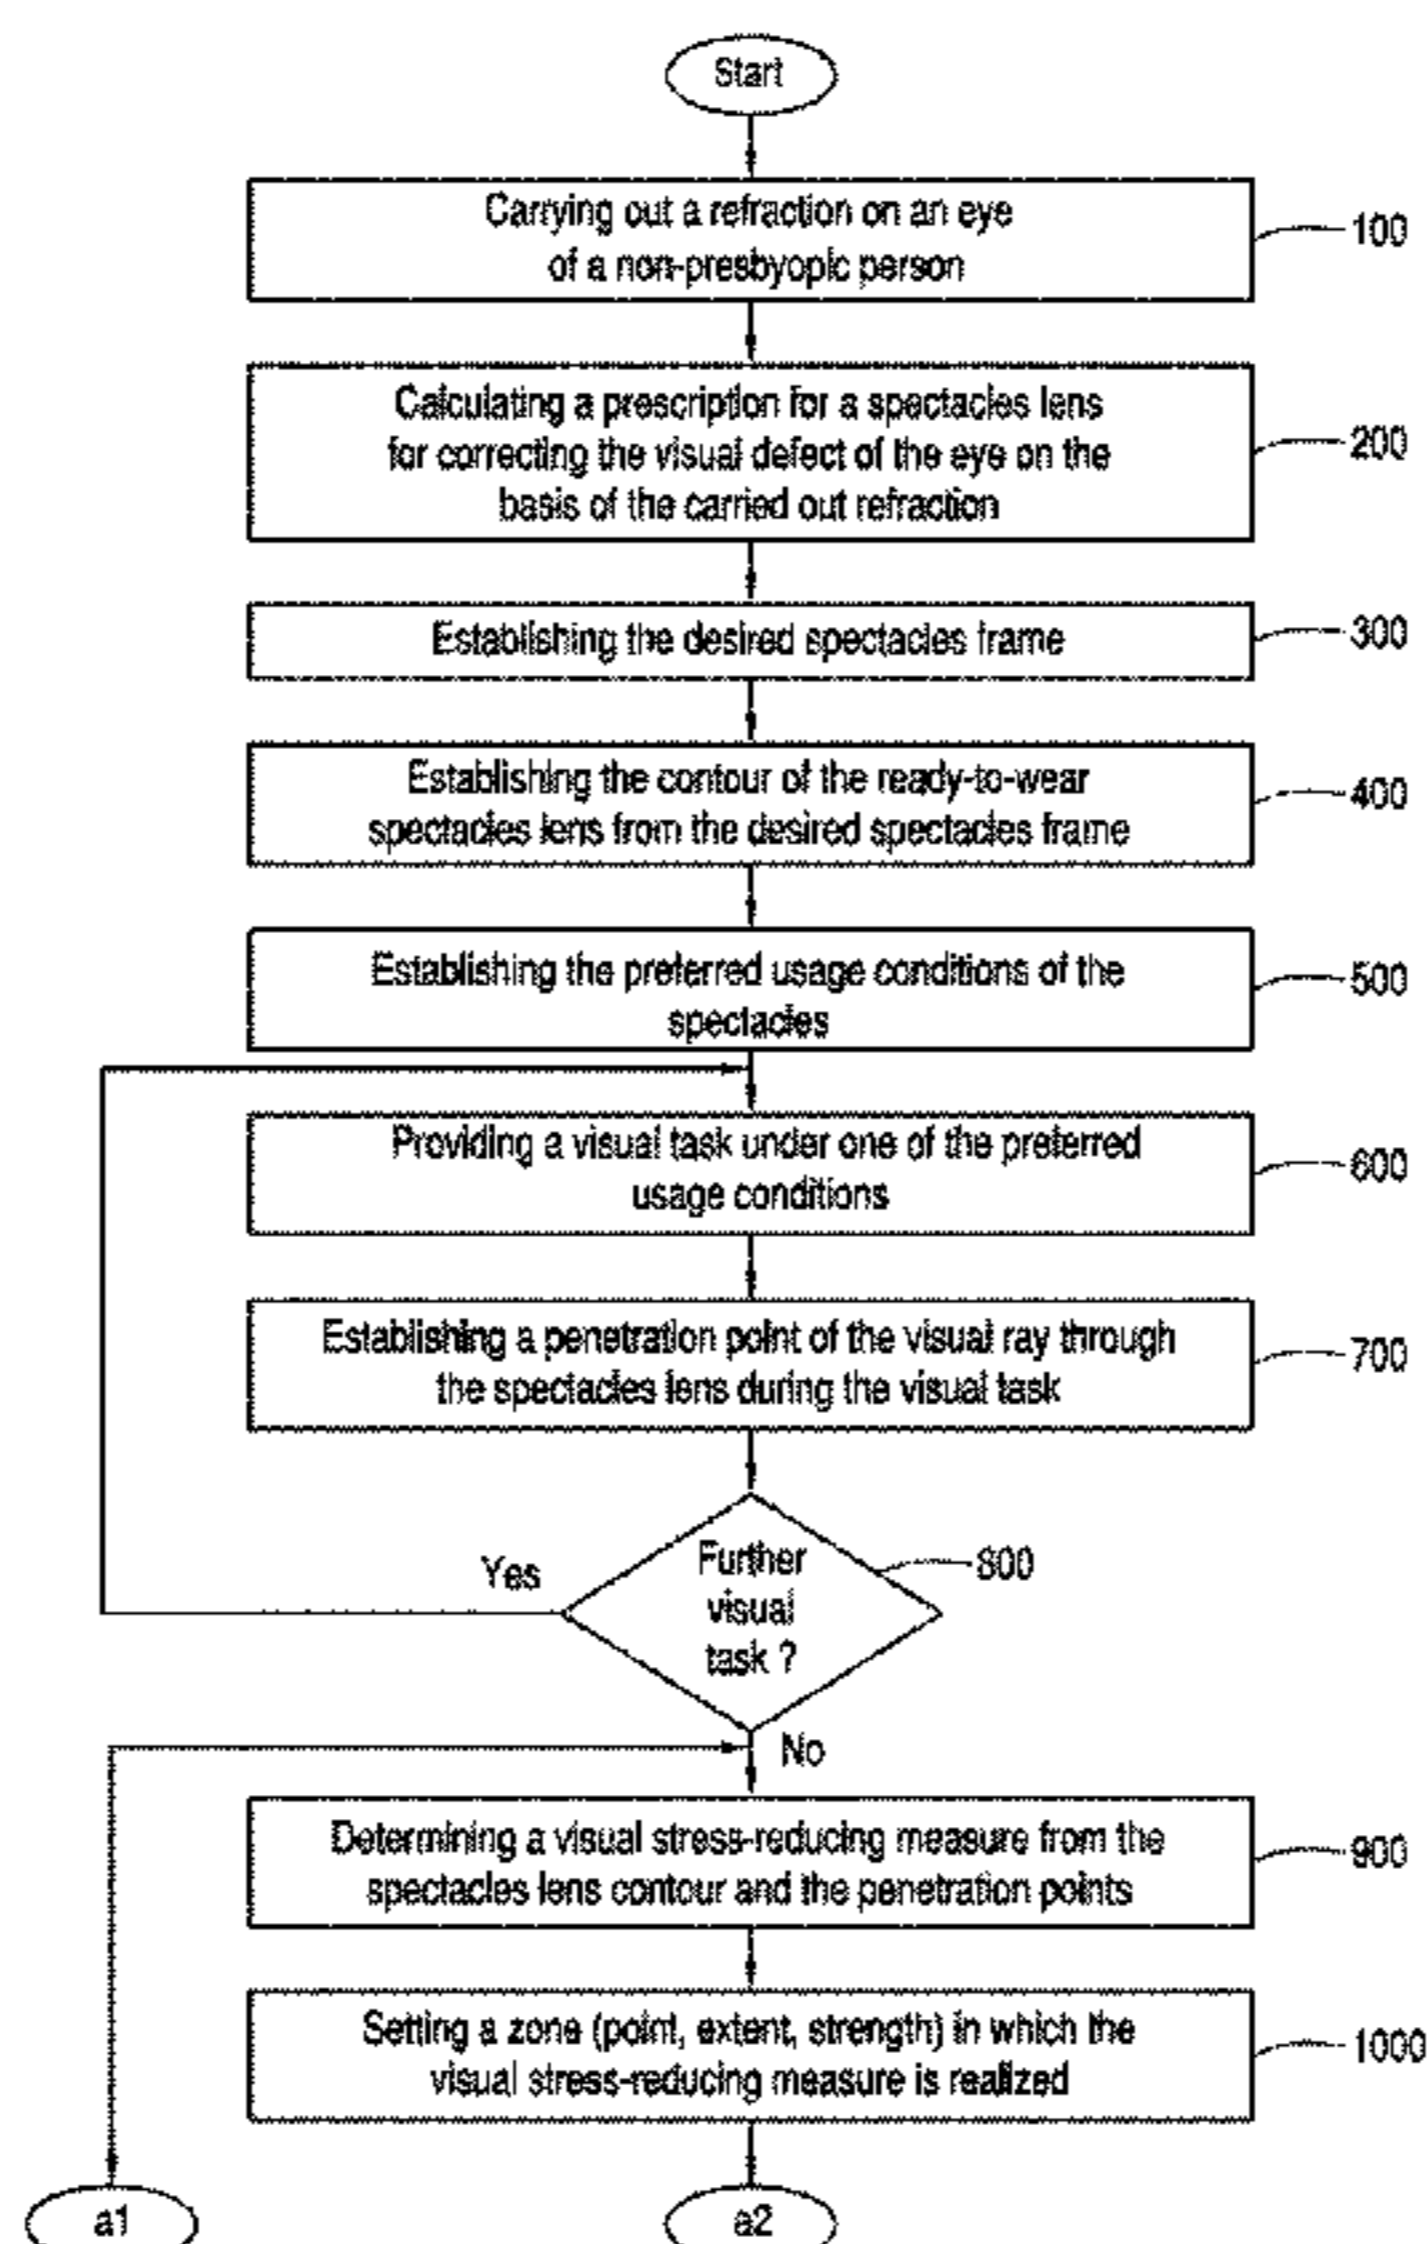 Start
Carrying out a refraction on an eye
of a non-presbyopic person
100
Calculating a prescription for a spectacles lens
for correcting the visual defect of the eye on the
basis of the carried out refraction
200
Establishing the desired spectacles frame
300
Establishing the contour of the ready-to-wear
spectacles lens from the desired spectacles frame
400
Establishing the preferred usage conditions of the
spectacles
500
Providing a visual task under one of the preferred
usage conditions
600
Establishing a penetration point of the visual ray through
the spectacles lens during the visual task
700
Further
visual
task ?
800
Yes
No
Determining a visual stress-reducing measure from the
spectacles lens contour and the penetration points
900
Setting a zone (point, extent, strength) in which the
visual stress-reducing measure is realized
1000
a1
a2